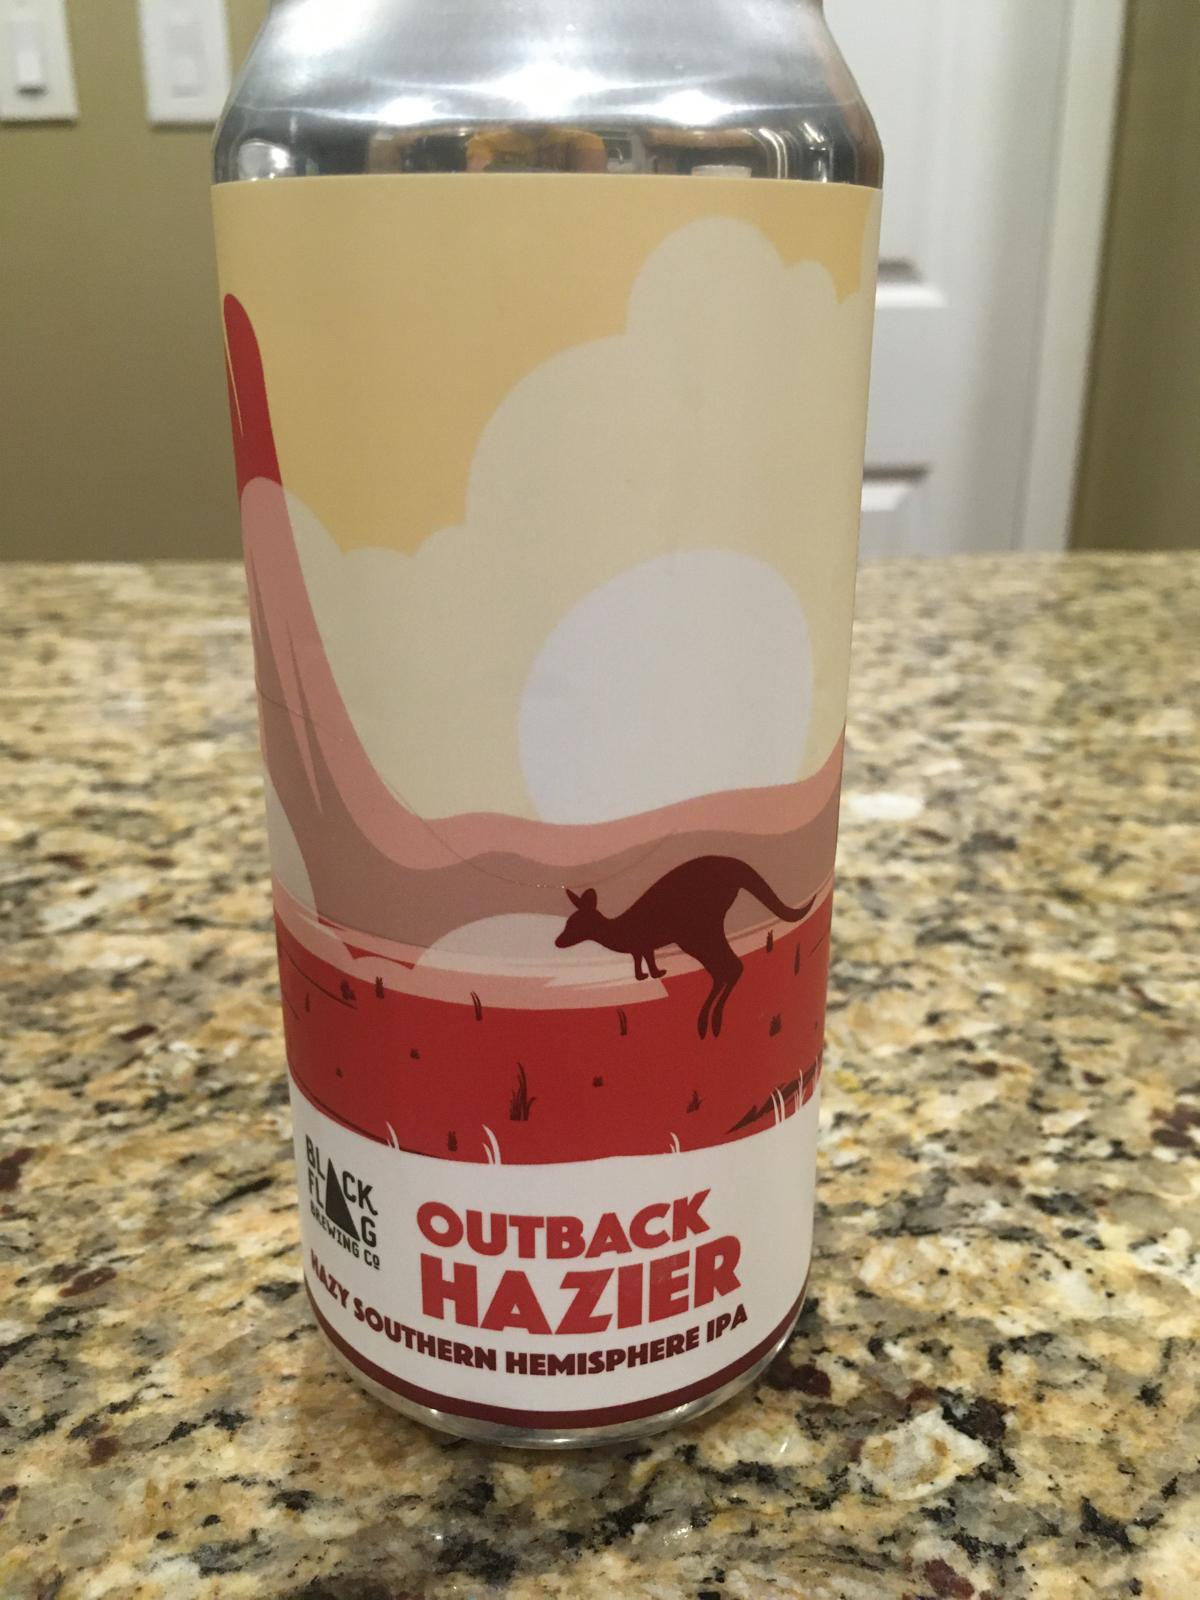 BLACK
FLAG
BREWING CO
OUTBACK
HAZIER
HAZY SOUTHERN HEMISPHERE IPA